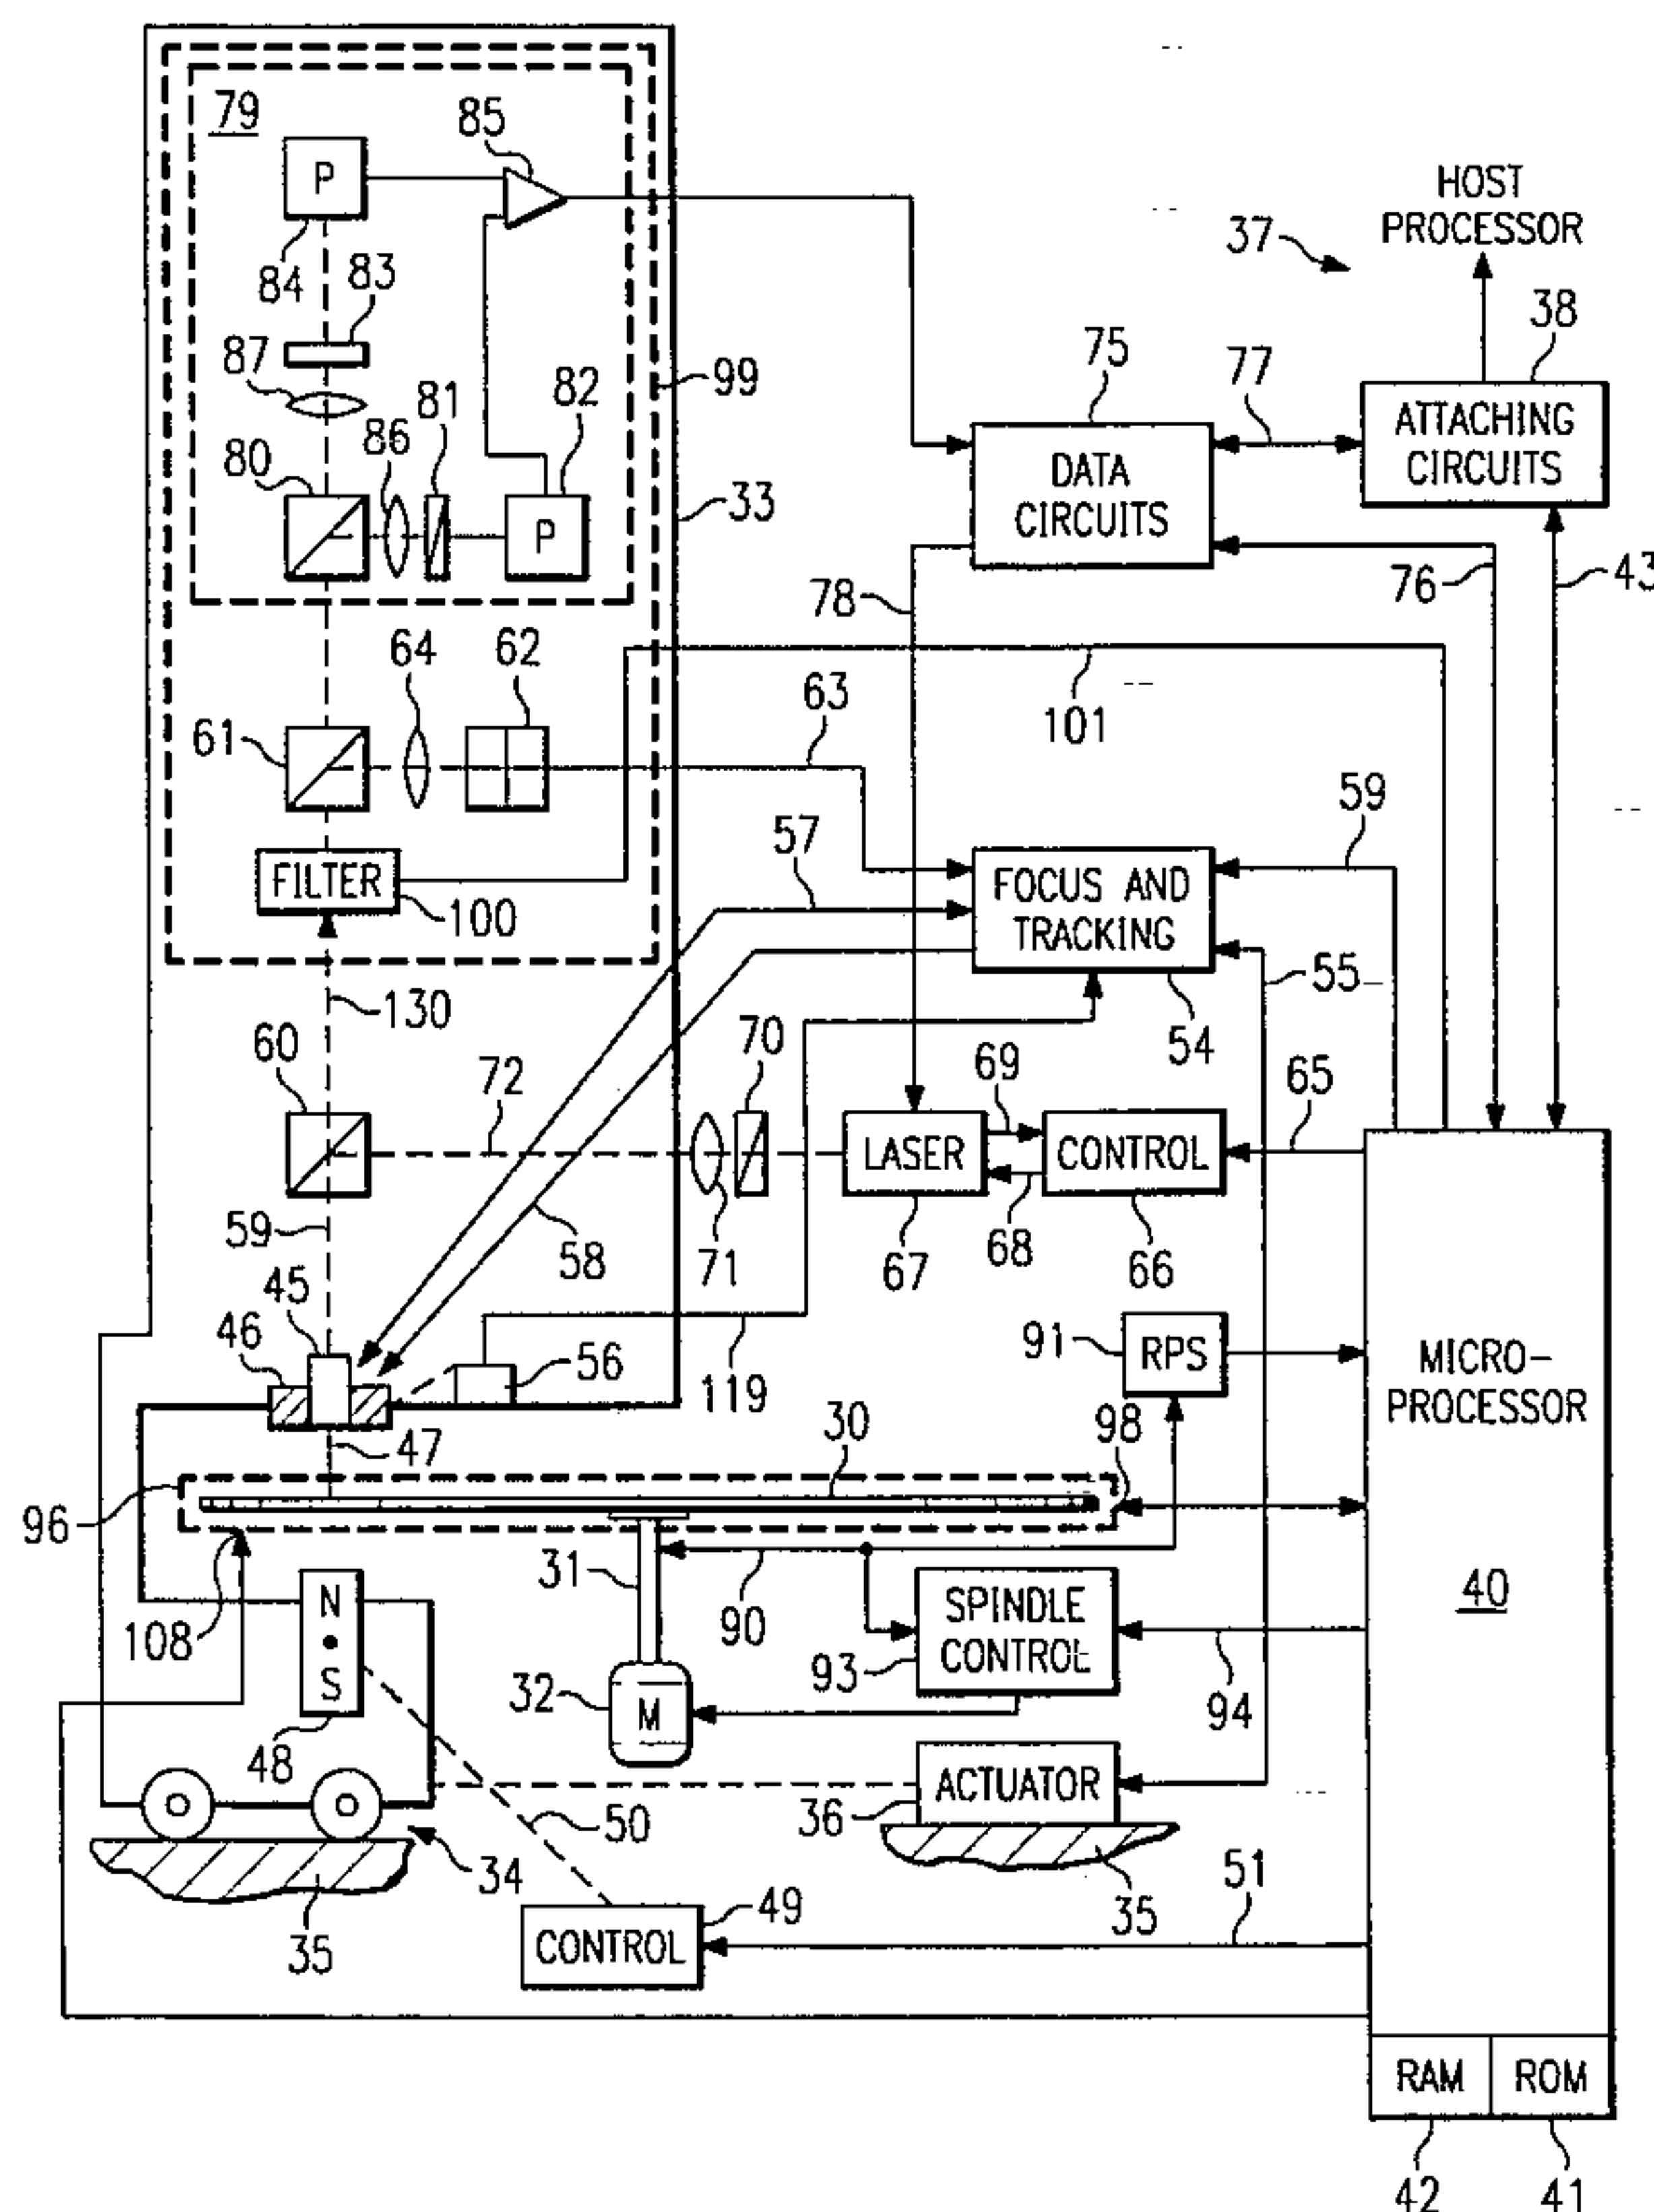 79
85
P
84
83
87
99
80
86
81
82
P
33
HOST
PROCESSOR
37
38
75
77
ATTACHING
CIRCUITS
DATA
CIRCUITS
78
76
43
64
62
63
101
61
59
57
FILTER
100
FOCUS AND
TRACKING
130
55
54
60
72
70
69
65
LASER
CONTROL
59
58
71
67
68
66
45
46
56
119
91
RPS
MICRO-
PROCESSOR
47
30
98
96
31
90
N
S
108
SPINDLE
CONTROL
40
93
94
32
M
48
ACTUATOR
36
50
34
35
35
51
49
CONTROL
RAM
ROM
42
41